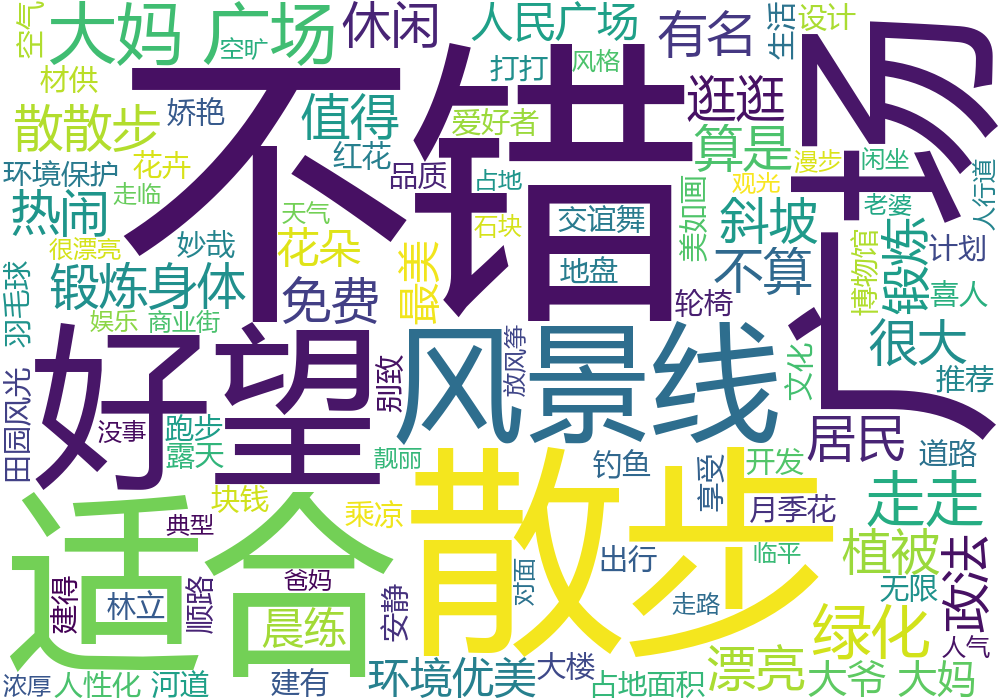 空气
大妈
广场
休闲
人民广场
有名
生活
设计
空旷
材供
打打
风格
不错
广场
逛逛
娇艳
散散步
值得
爱好者
算是
红花
漫步
闲坐
环境保护
花卉
品质
占地
观光
人行道
走临
热闹
天气
石块
交谊舞
美如画
斜坡
老婆
很漂亮
妙哉
花朵
最美
地盘
不算
博物馆
锻炼
计划
羽毛球
锻炼身体
免费
轮椅
喜人
娱乐
商业街
好望
风景线
放风筝
文化
很大
别致
推荐
田园风光
没事
跑步
露天
靓丽
钓鱼
享受
开发
居民
道路
适合
散步
块钱
乘凉
月季花
走走
典型
植被
政法
建得
林立
顺路
爸妈
晨练
安静
对面
出行
临平
无限
走路
绿化
人气
浓厚
人性化
河道
建有
环境优美
大楼
占地面积
漂亮
大爷
大妈